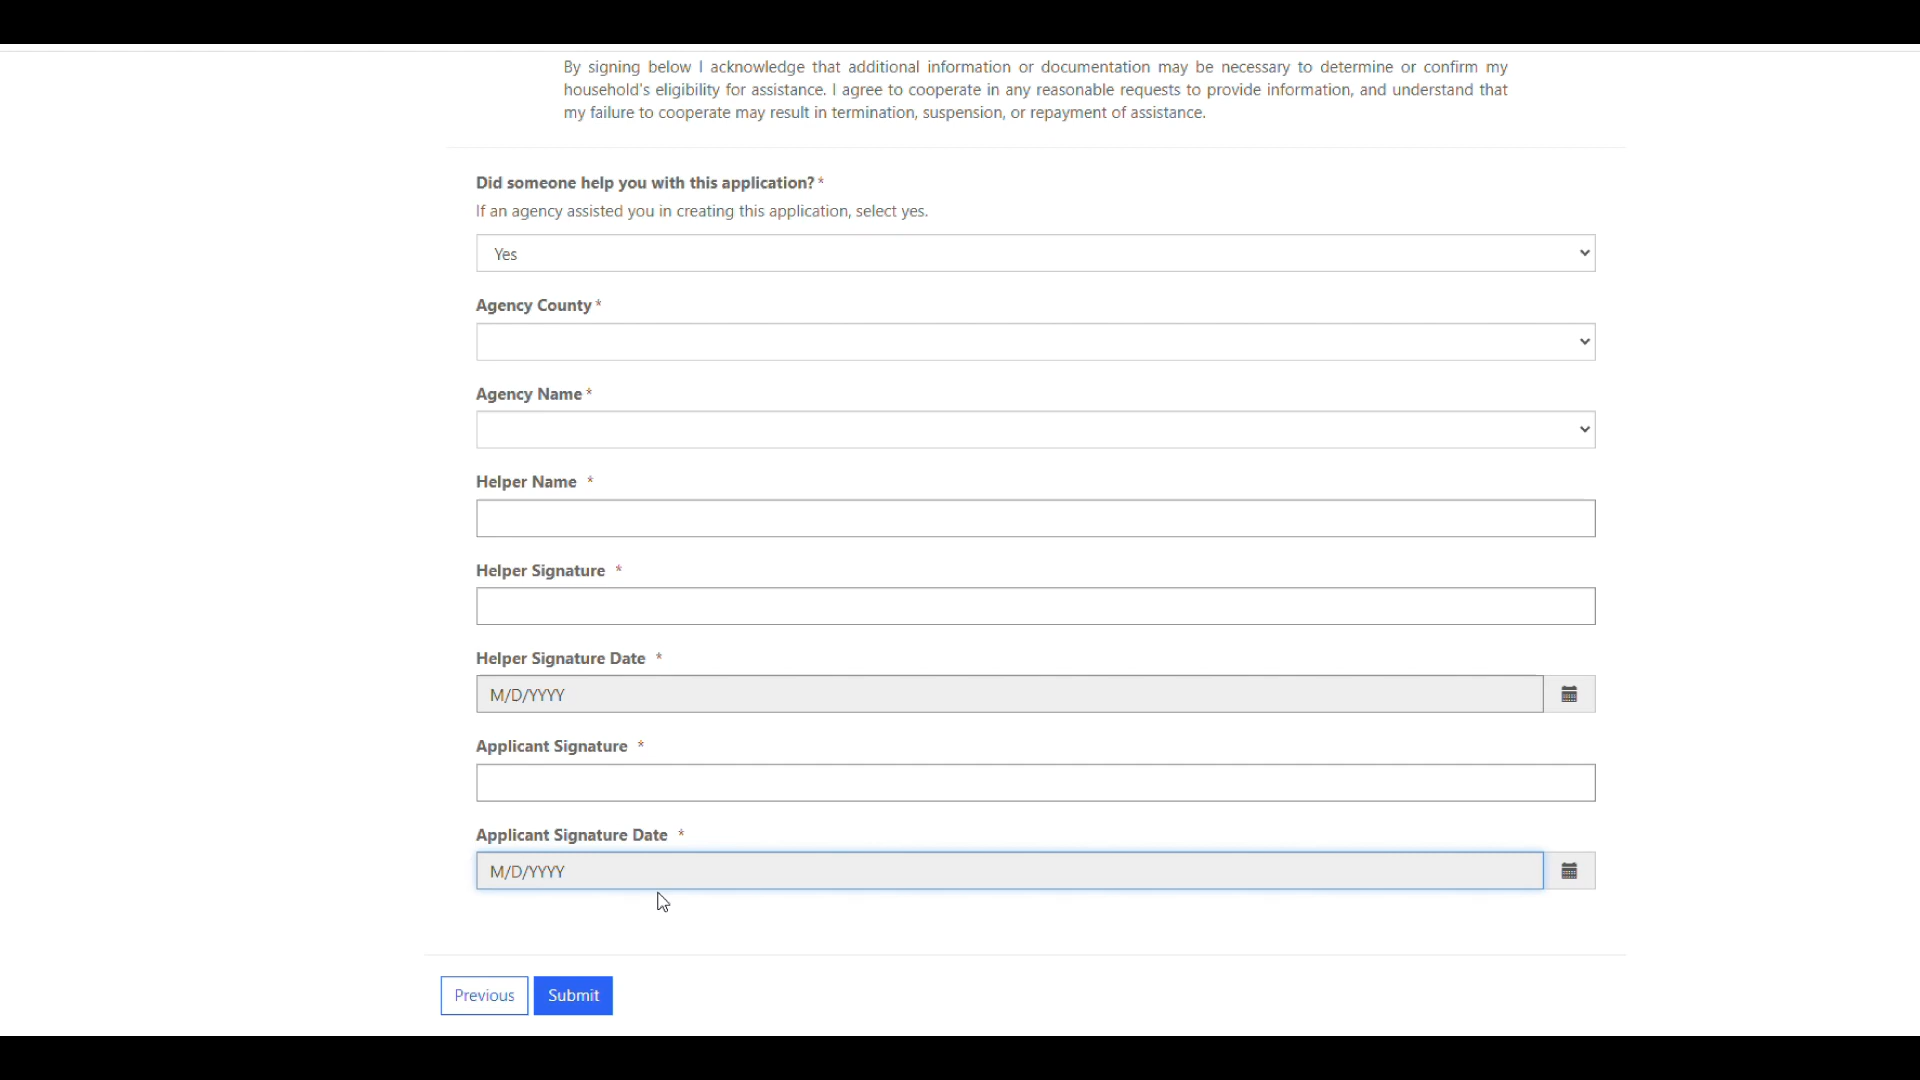 By signing below I acknowledge that additional information or documentation may be necessary to determine or confirm my
household's eligibility for assistance. I agree to cooperate in any reasonable requests to provide information, and understand that
my failure to cooperate may result in termination, suspension, or repayment of assistance.
Did someone help you with this application? *
If an agency assisted you in creating this application, select yes.
Yes
Agency County *
Agency Name *
Helper Name *
Helper Signature *
Helper Signature Date *
M/D/YYYY
Applicant Signature *
Applicant Signature Date *
M/D/YYYY
Previous Submit